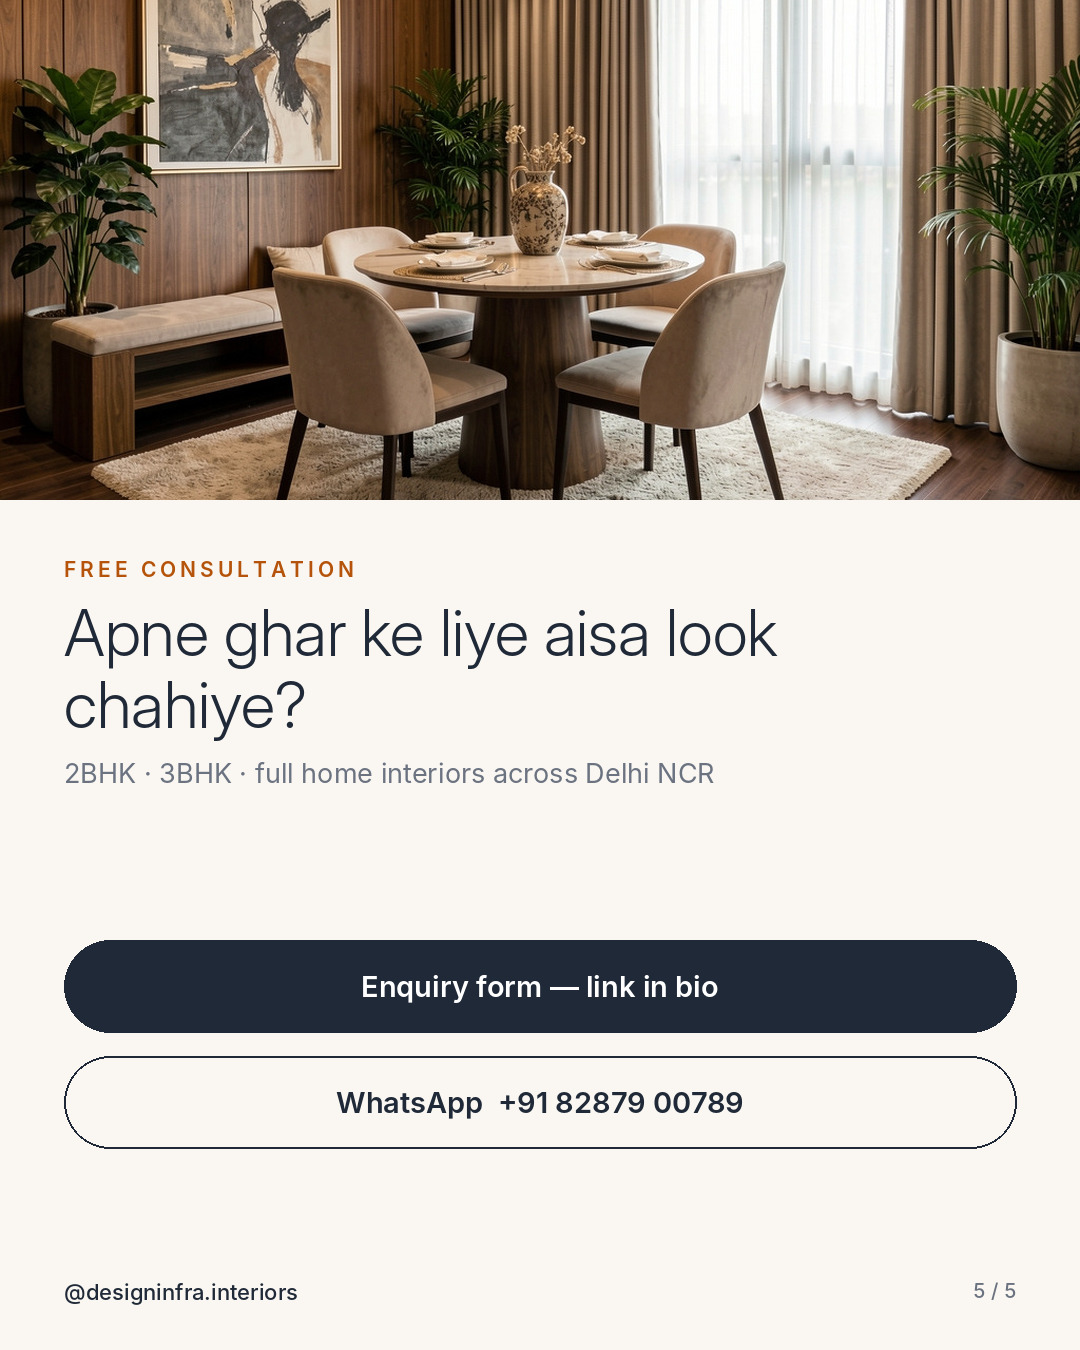 FREE CONSULTATION
Apne ghar ke liye aisa look
chahiye?
2BHK · 3BHK · full home interiors across Delhi NCR
Enquiry form — link in bio
WhatsApp +91 82879 00789
@designinfra.interiors
5 / 5